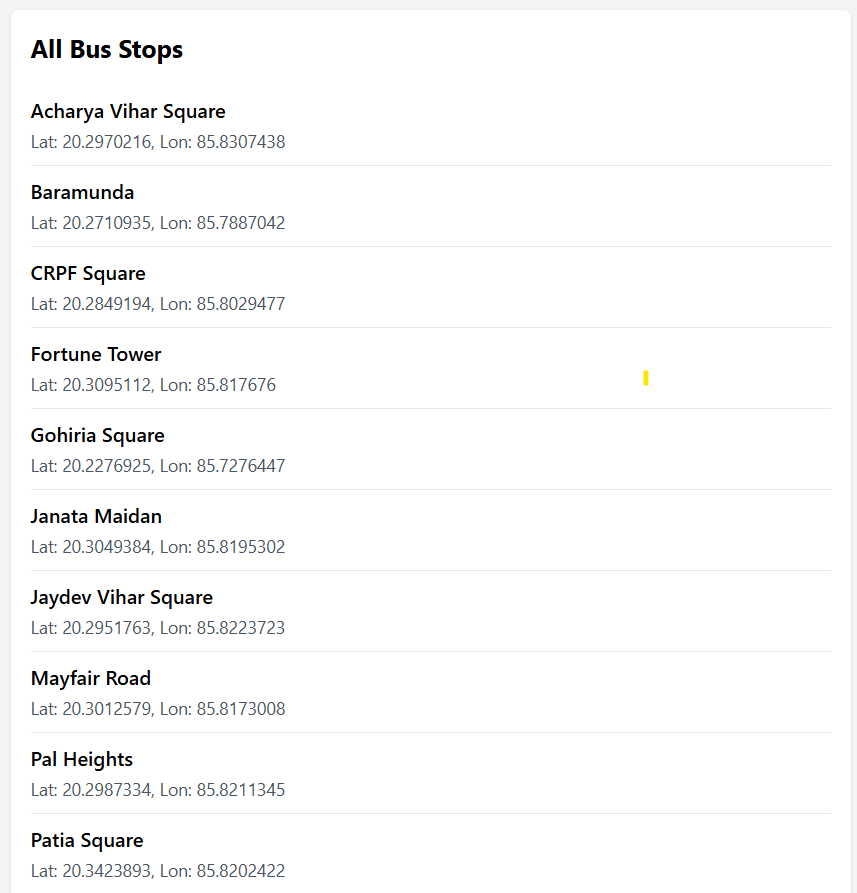 All Bus Stops
Acharya Vihar Square
Lat: 20.2970216, Lon: 85.8307438
Baramunda
Lat: 20.2710935, Lon: 85.7887042
CRPF Square
Lat: 20.2849194, Lon: 85.8029477
Fortune Tower
Lat: 20.3095112, Lon: 85.817676
Gohiria Square
Lat: 20.2276925, Lon: 85.7276447
Janata Maidan
Lat: 20.3049384, Lon: 85.8195302
Jaydev Vihar Square
Lat: 20.2951763, Lon: 85.8223723
Mayfair Road
Lat: 20.3012579, Lon: 85.8173008
Pal Heights
Lat: 20.2987334, Lon: 85.8211345
Patia Square
Lat: 20.3423893, Lon: 85.8202422